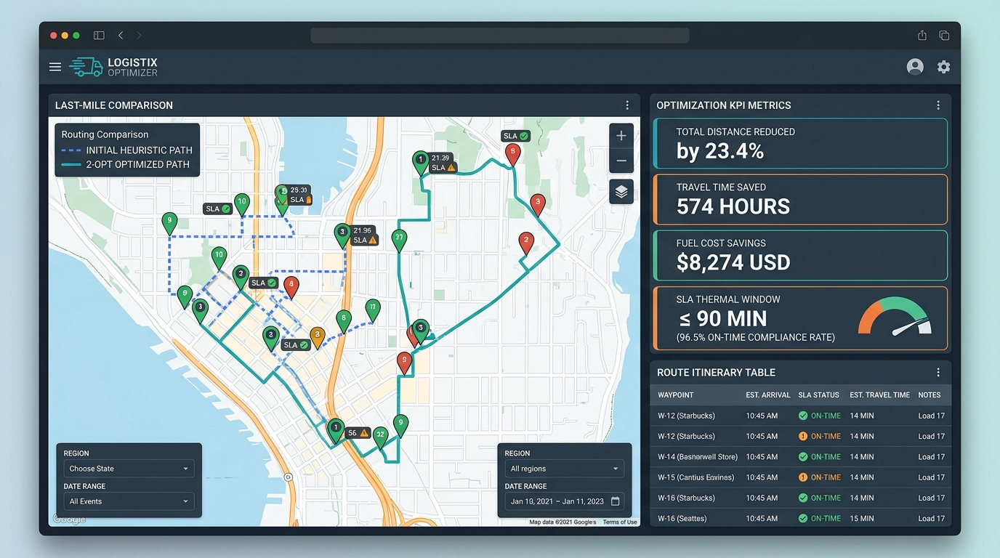 LOGISTIX
OPTIMIZER
LAST-MILE COMPARISON
Routing Comparison
INITIAL HEURISTIC PATH
2-OPT OPTIMIZED PATH
SLA
S
1
21.29
SLA
10
SLA
SLA
3
9
3
21.95
SLA
37
2
10
2
SLA
8
9
3
17
8
2
SLA
3
3
9
1
56
32
REGION
Choose State
DATE RANGE
All Events
REGION
All regions
DATE RANGE
Jan 19, 2021 – Jan 11, 2023
Google
Map data ©2021 Google's
Terms of Use
OPTIMIZATION KPI METRICS
TOTAL DISTANCE REDUCED
by 23.4%
TRAVEL TIME SAVED
574 HOURS
FUEL COST SAVINGS
$8,274 USD
SLA THERMAL WINDOW
≤ 90 MIN
(96.5% ON-TIME COMPLIANCE RATE)
ROUTE ITINERARY TABLE
WAYPOINT EST. ARRIVAL SLA STATUS EST. TRAVEL TIME NOTES
W-12 (Starbucks) 10:45 AM ON-TIME 14 MIN Load 17
W-12 (Starbucks) 10:45 AM ON-TIME 14 MIN Load 17
W-14 (Basnerwell Store) 10:45 AM ON-TIME 14 MIN Load 17
W-15 (Cantius Envinas) 10:45 AM ON-TIME 14 MIN Load 17
W-16 (Starbucks) 10:45 AM ON-TIME 14 MIN Load 17
W-16 (Seattes) 10:45 AM ON-TIME 15 MIN Load 17